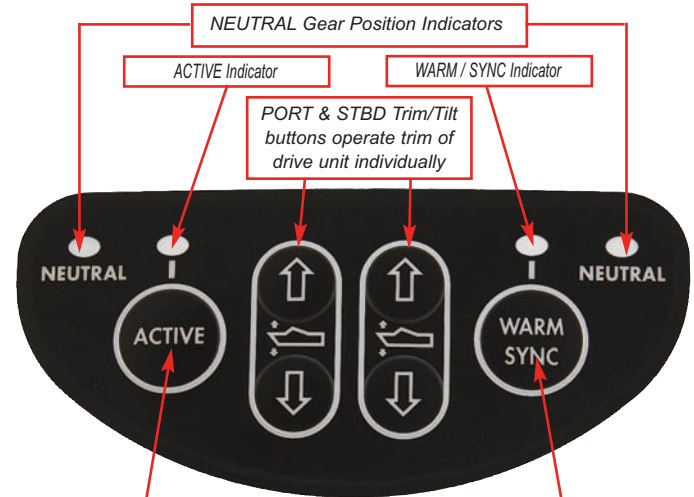 NEUTRAL Gear Position Indicators
ACTIVE Indicator
WARM / SYNC Indicator
PORT & STBD Trim/Tilt
buttons operate trim of
drive unit individually
NEUTRAL
NEUTRAL
ACTIVE
WARM
SYNC